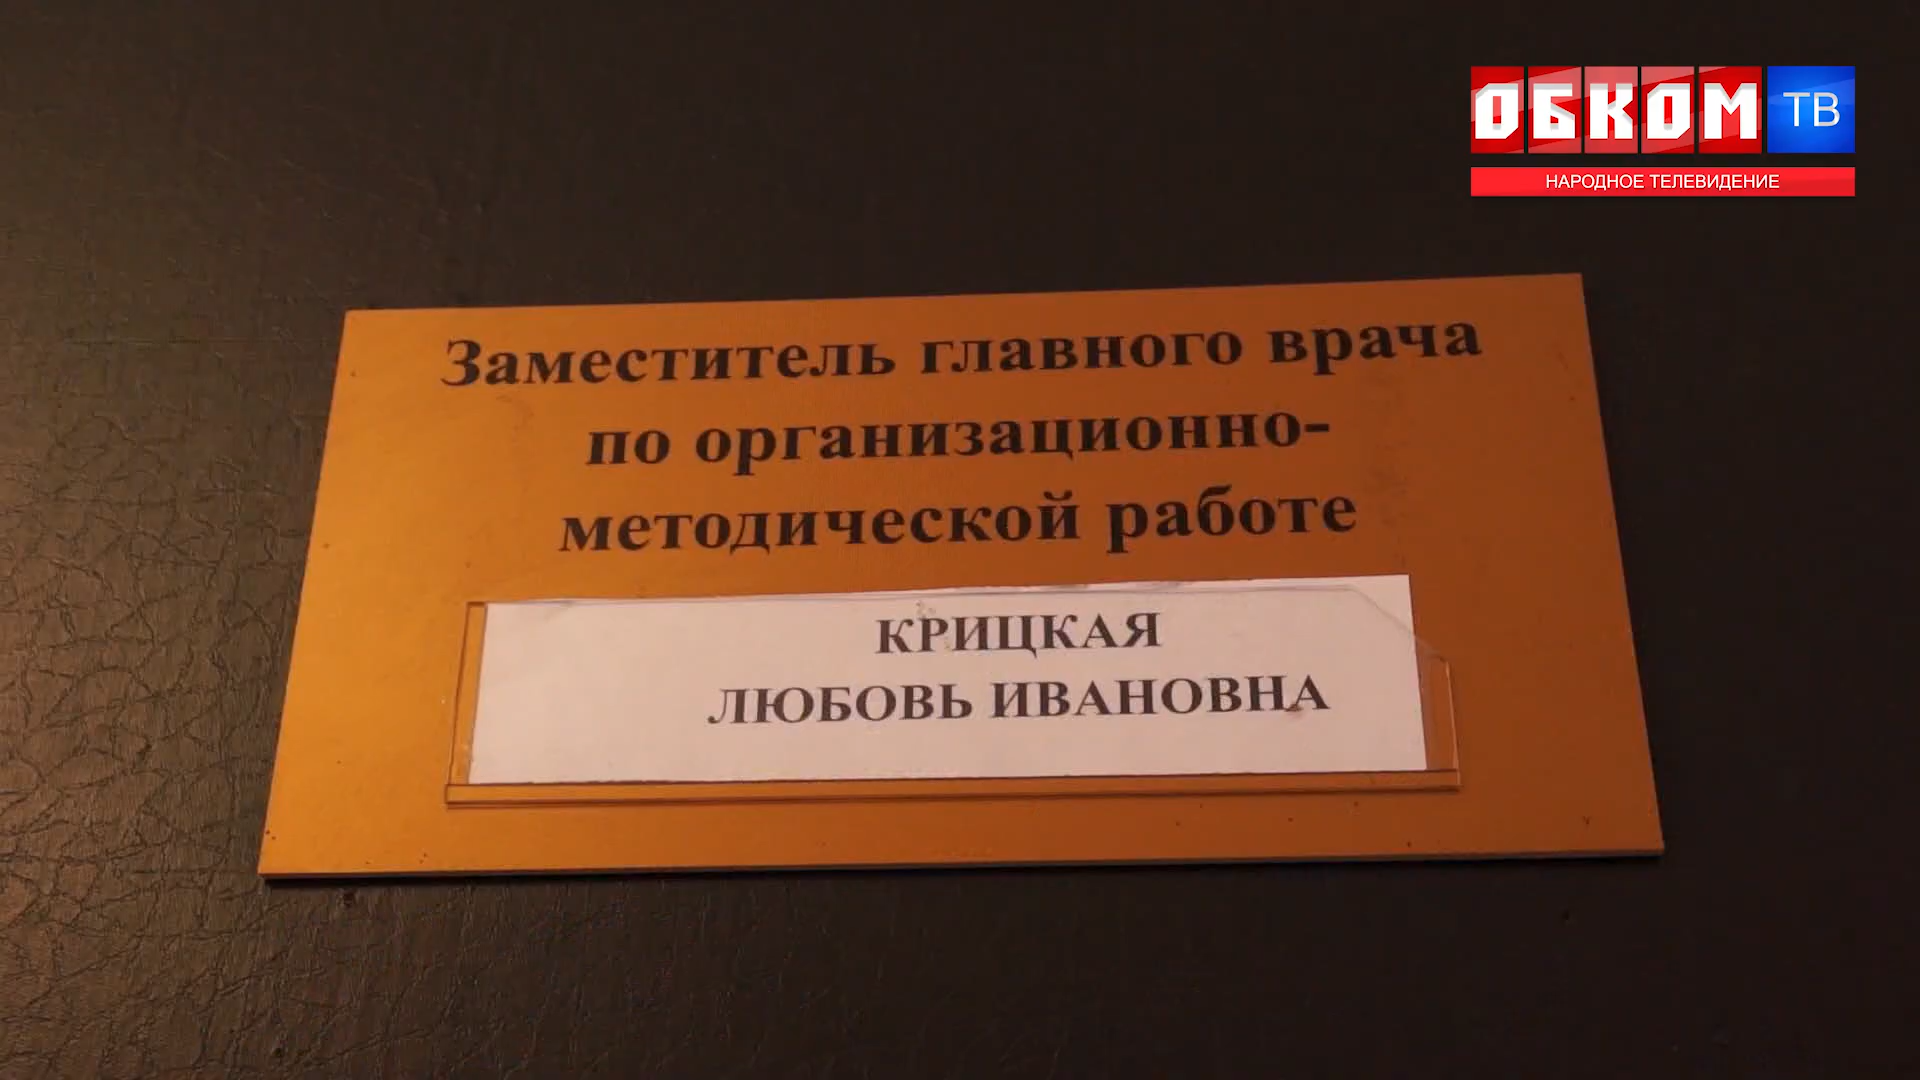 ОБКОМ ТВ
НАРОДНОЕ ТЕЛЕВИДЕНИЕ
Заместитель главного врача
по организационно-
методической работе
КРИЦКАЯ
ЛЮБОВЬ ИВАНОВНА